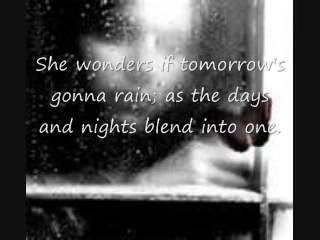 She wonders if tomorrow's
gonna rain; as the days
and nights blend into one.